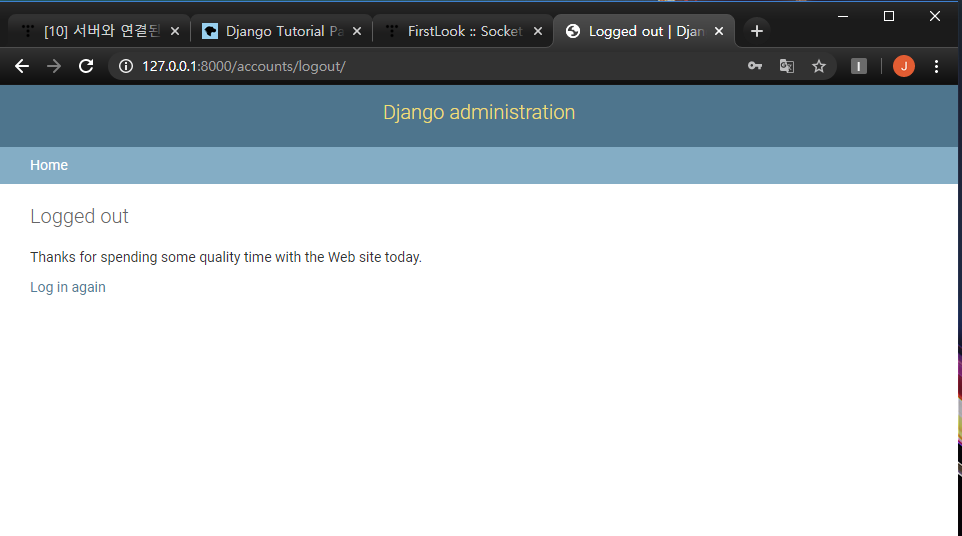 [10] 서버와 연결된
Django Tutorial Pa
FirstLook :: Socket
Logged out | Djan
127.0.0.1:8000/accounts/logout/
I
J
Django administration
Home
Logged out
Thanks for spending some quality time with the Web site today.
Log in again